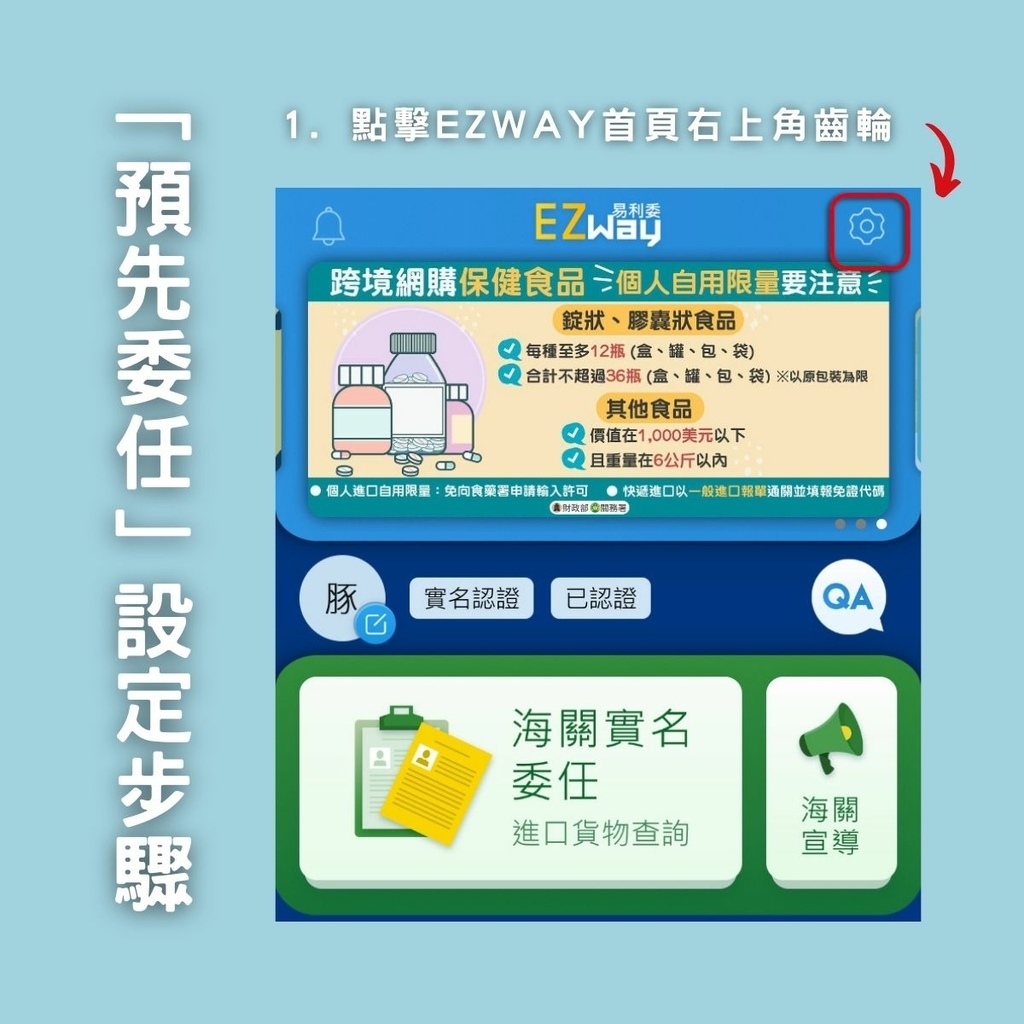 「預先委任」設定步驟
1. 點擊EZWAY首頁右上角齒輪
EZWay 易利委
跨境網購保健食品 個人自用限量要注意
錠狀、膠囊狀食品
每種至多12瓶 (盒、罐、包、袋)
合計不超過36瓶 (盒、罐、包、袋) ※以原包裝為限
其他食品
價值在1,000美元以下
且重量在6公斤以內
● 個人進口自用限量：免向食藥署申請輸入許可 ● 快遞進口以一般進口報單通關並填報免證代碼
財政部 關務署
豚
實名認證
已認證
QA
海關實名
委任
進口貨物查詢
海關
宣導